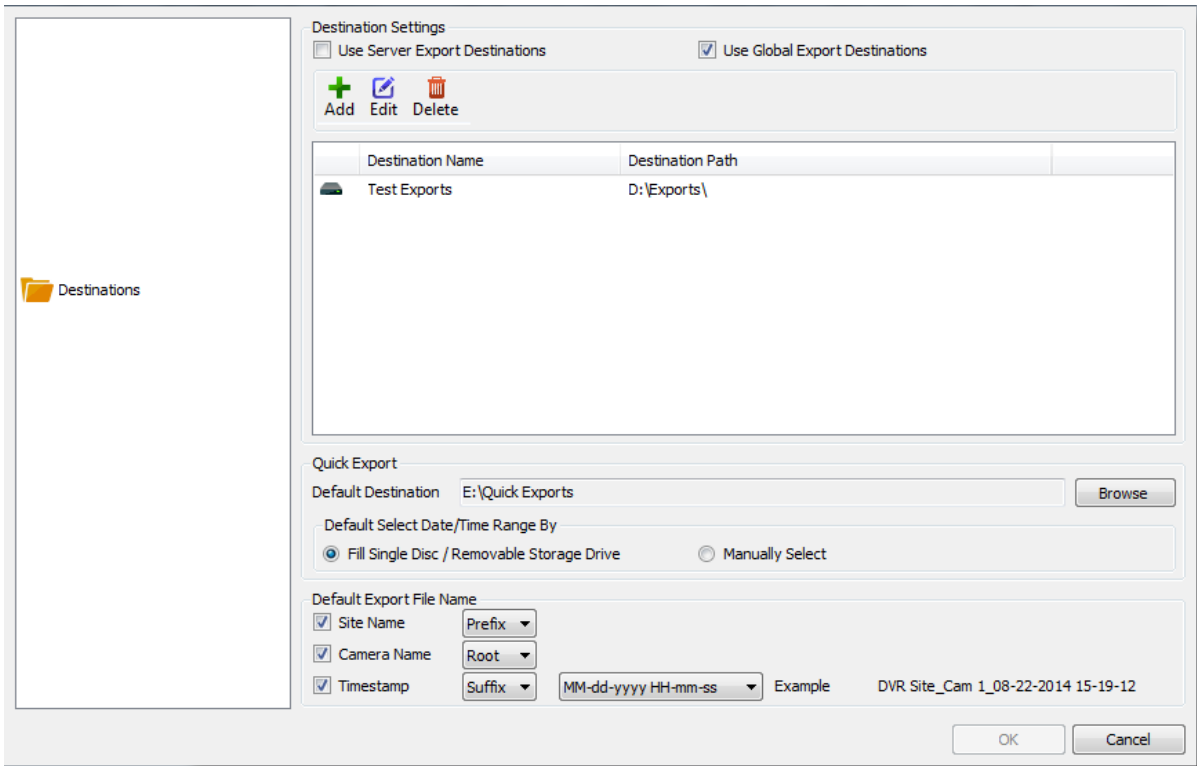 Destinations
Destination Settings
Use Server Export Destinations Use Global Export Destinations
Add Edit Delete
Destination Name Destination Path
Test Exports D:\Exports\
Quick Export
Default Destination E:\Quick Exports Browse
Default Select Date/Time Range By
Fill Single Disc / Removable Storage Drive Manually Select
Default Export File Name
Site Name Prefix
Camera Name Root
Timestamp Suffix MM-dd-yyyy HH-mm-ss Example DVR Site_Cam 1_08-22-2014 15-19-12
OK Cancel